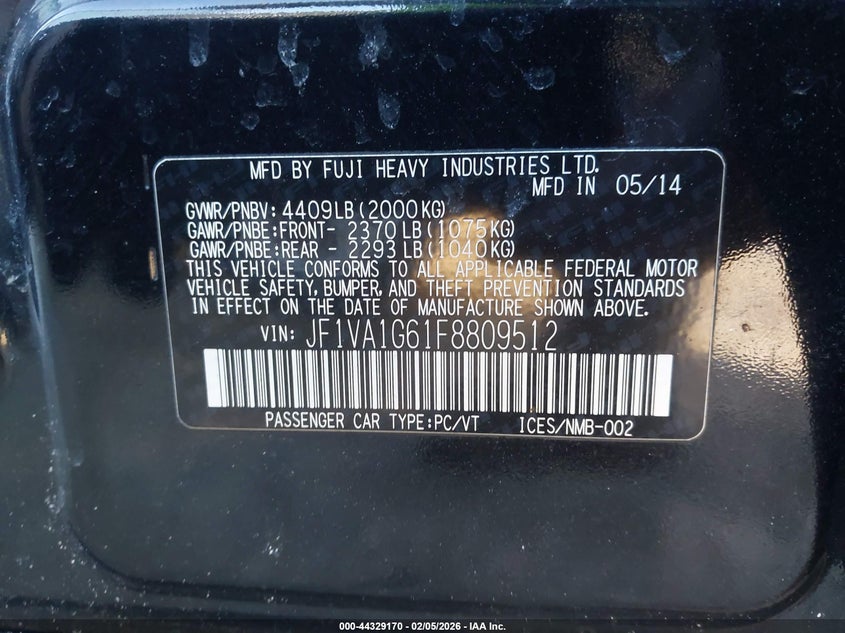 MFD BY FUJI HEAVY INDUSTRIES LTD.
MFD IN 05/14
GVWR/PNBV: 4409LB(2000KG)
GAWR/PNBE:FRONT- 2370 LB(1075KG)
GAWR/PNBE:REAR - 2293 LB(1040KG)
THIS VEHICLE CONFORMS TO ALL APPLICABLE FEDERAL MOTOR
VEHICLE SAFETY, BUMPER, AND THEFT PREVENTION STANDARDS
IN EFFECT ON THE DATE OF MANUFACTURE SHOWN ABOVE.
VIN: JF1VA1G61F8809512
PASSENGER CAR TYPE:PC/VT ICES/NMB-002
000-44329170 - 02/05/2026 - IAA Inc.